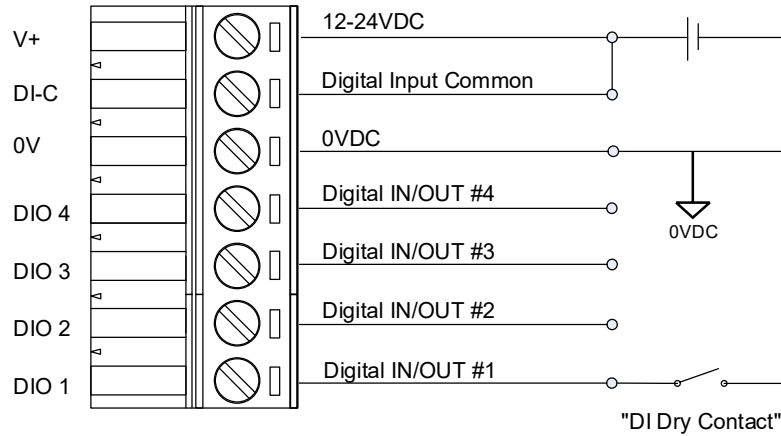 V+ 12-24VDC
DI-C Digital Input Common
0V 0VDC
DIO 4 Digital IN/OUT #4
0VDC
DIO 3 Digital IN/OUT #3
DIO 2 Digital IN/OUT #2
DIO 1 Digital IN/OUT #1
"DI Dry Contact"